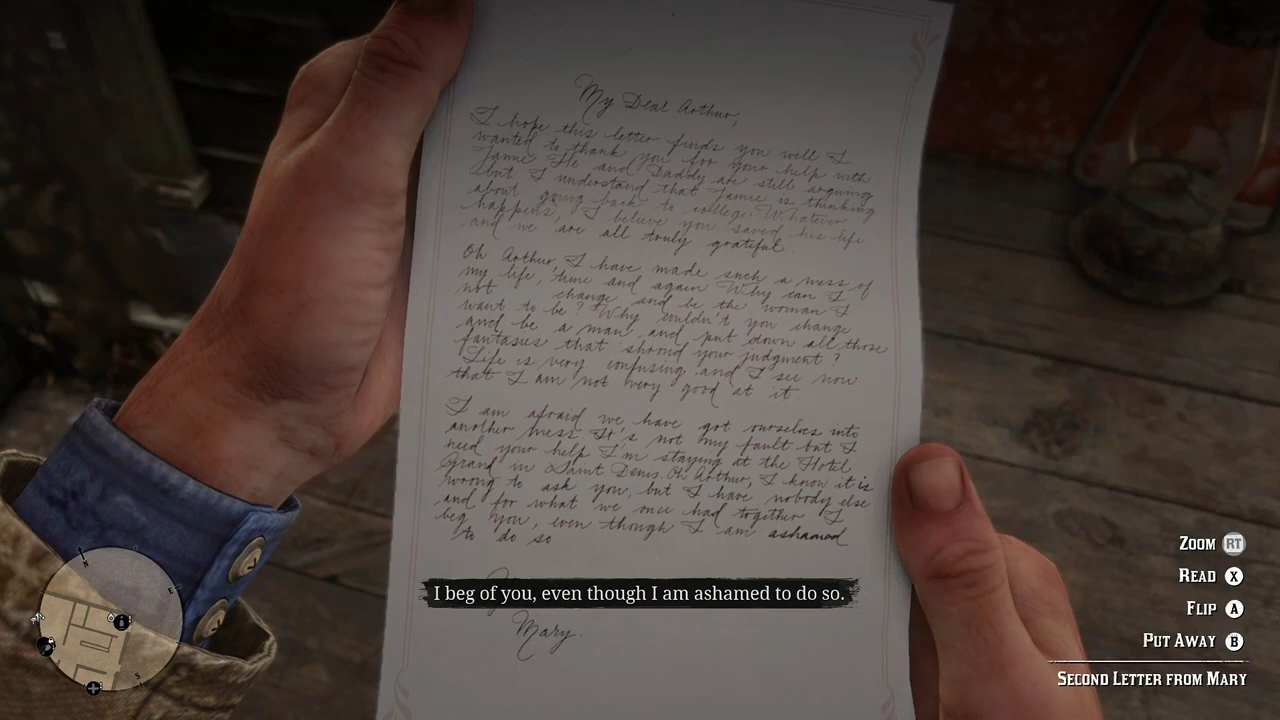 My Dear Arthur,
I hope this letter finds you well I
wanted to thank you for your help with
Jamie He and Daddy are still arguing
but I understand that Jamie is thinking
about going back to college. Whatever
happens, I believe you saved his life
and we are all truly grateful
Oh Arthur, I have made such a mess of
my life, time and again Why can I
not change and be the woman I
want to be? Why couldn't you change
and be a man and put down all those
fantasies that shroud your judgment?
Life is very confusing and I see now
that I am not very good at it.
I am afraid we have got ourselves into
another mess. It's not my fault but I
need your help I'm staying at the Hotel
Grand in Saint Denis. Oh Arthur, I know it is
wrong to ask you, but I have nobody else
and for what we once had together I
beg you, even though I am ashamed
to do so
I beg of you, even though I am ashamed to do so.
Mary.
N
E
S
ZOOM RT
READ X
FLIP A
PUT AWAY B
SECOND LETTER FROM MARY